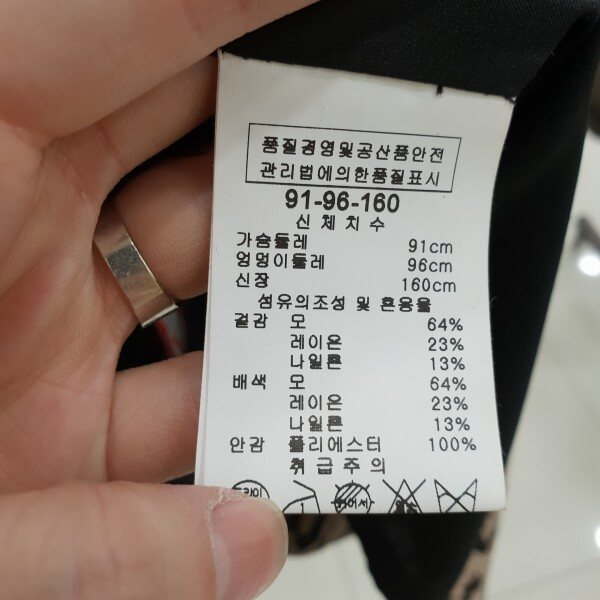 품질경영및공산품안전
관리법에의한품질표시
91-96-160
신체치수
가슴둘레 91cm
엉덩이둘레 96cm
신장 160cm
섬유의조성 및 혼용율
겉감 모 64%
레이온 23%
나일론 13%
배색 모 64%
레이온 23%
나일론 13%
안감 폴리에스터 100%
취급주의
드라이